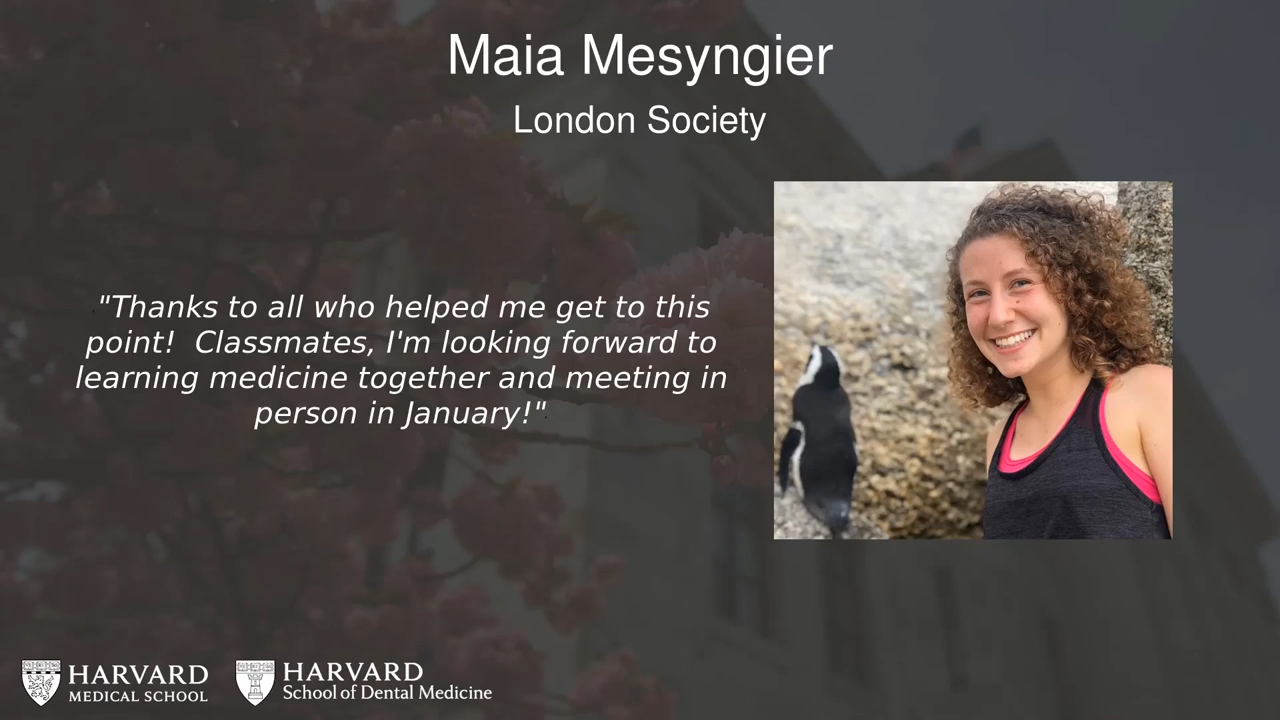 Maia Mesyngier
London Society
"Thanks to all who helped me get to this
point!  Classmates, I'm looking forward to
learning medicine together and meeting in
person in January!"
HARVARD
MEDICAL SCHOOL
HARVARD
School of Dental Medicine